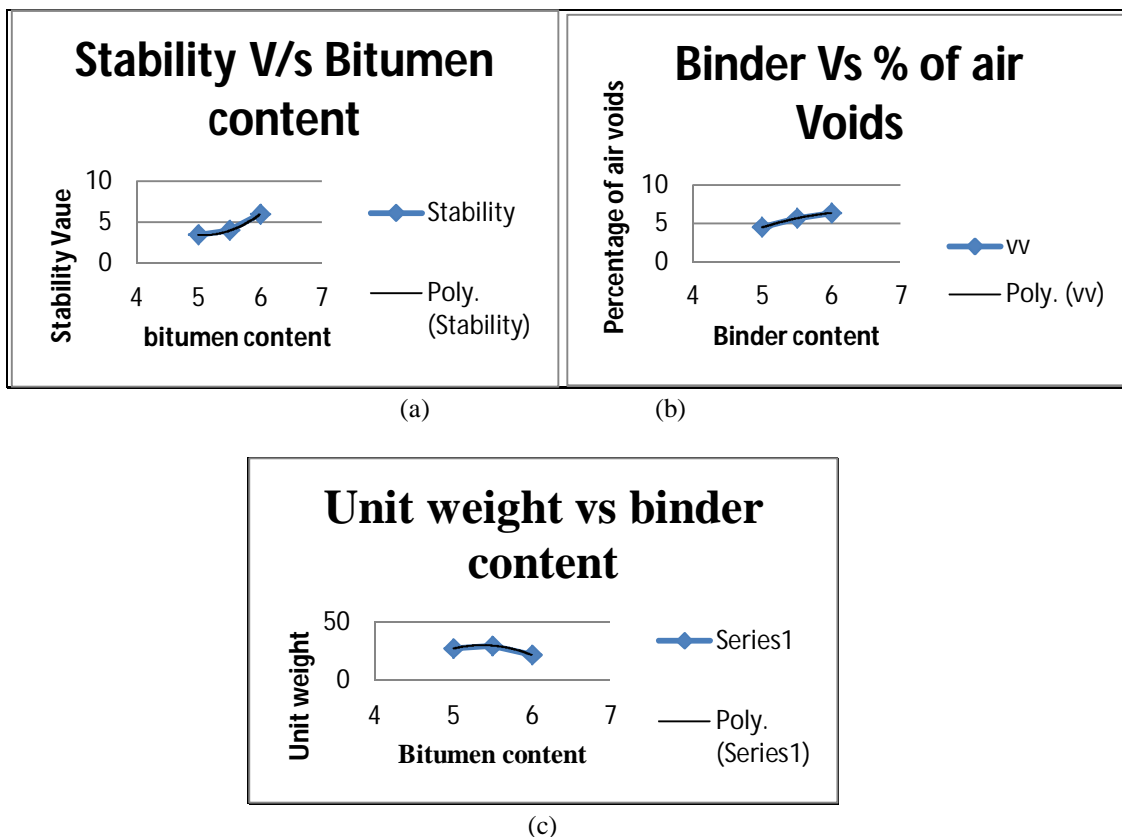 Stability V/s Bitumen
content
Stability Vaue
10
5
0
4 5 6 7
bitumen content
Stability
Poly.
(Stability)
(a)
Binder Vs % of air
Voids
Percentage of air voids
10
5
0
4 5 6 7
Binder content
vv
Poly. (vv)
(b)
Unit weight vs binder
content
Unit weight
50
0
4 5 6 7
Bitumen content
Series1
Poly.
(Series1)
(c)